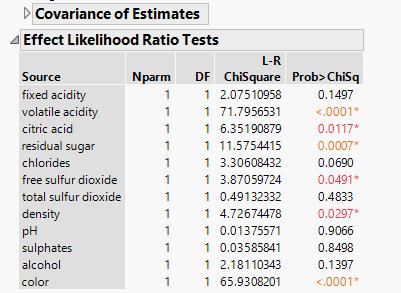 Covariance of Estimates
Effect Likelihood Ratio Tests
L-R
Source Nparm DF ChiSquare Prob>ChiSq
fixed acidity 1 1 2.07510958 0.1497
volatile acidity 1 1 71.7956531 <.0001*
citric acid 1 1 6.35190879 0.0117*
residual sugar 1 1 11.5754415 0.0007*
chlorides 1 1 3.30608432 0.0690
free sulfur dioxide 1 1 3.87059724 0.0491*
total sulfur dioxide 1 1 0.49132332 0.4833
density 1 1 4.72674478 0.0297*
pH 1 1 0.01375571 0.9066
sulphates 1 1 0.03585841 0.8498
alcohol 1 1 2.18110343 0.1397
color 1 1 65.9308201 <.0001*